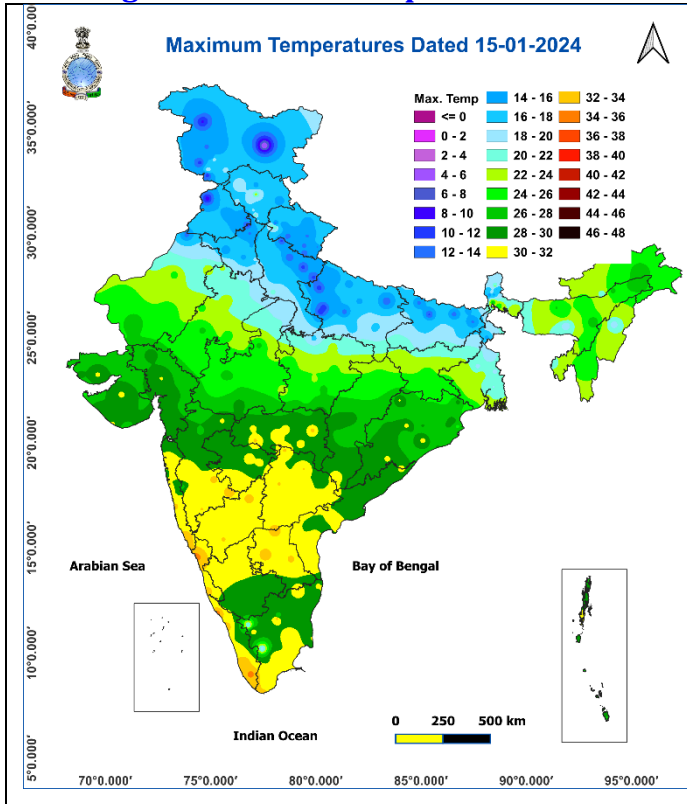 Maximum Temperatures Dated 15-01-2024
Max. Temp
<= 0
0 - 2
2 - 4
4 - 6
6 - 8
8 - 10
10 - 12
12 - 14
14 - 16
16 - 18
18 - 20
20 - 22
22 - 24
24 - 26
26 - 28
28 - 30
30 - 32
32 - 34
34 - 36
36 - 38
38 - 40
40 - 42
42 - 44
44 - 46
46 - 48
40°0.000'
35°0.000'
30°0.000'
25°0.000'
20°0.000'
15°0.000'
10°0.000'
5°0.000'
Arabian Sea
Bay of Bengal
Indian Ocean
0 250 500 km
70°0.000' 75°0.000' 80°0.000' 85°0.000' 90°0.000' 95°0.000'